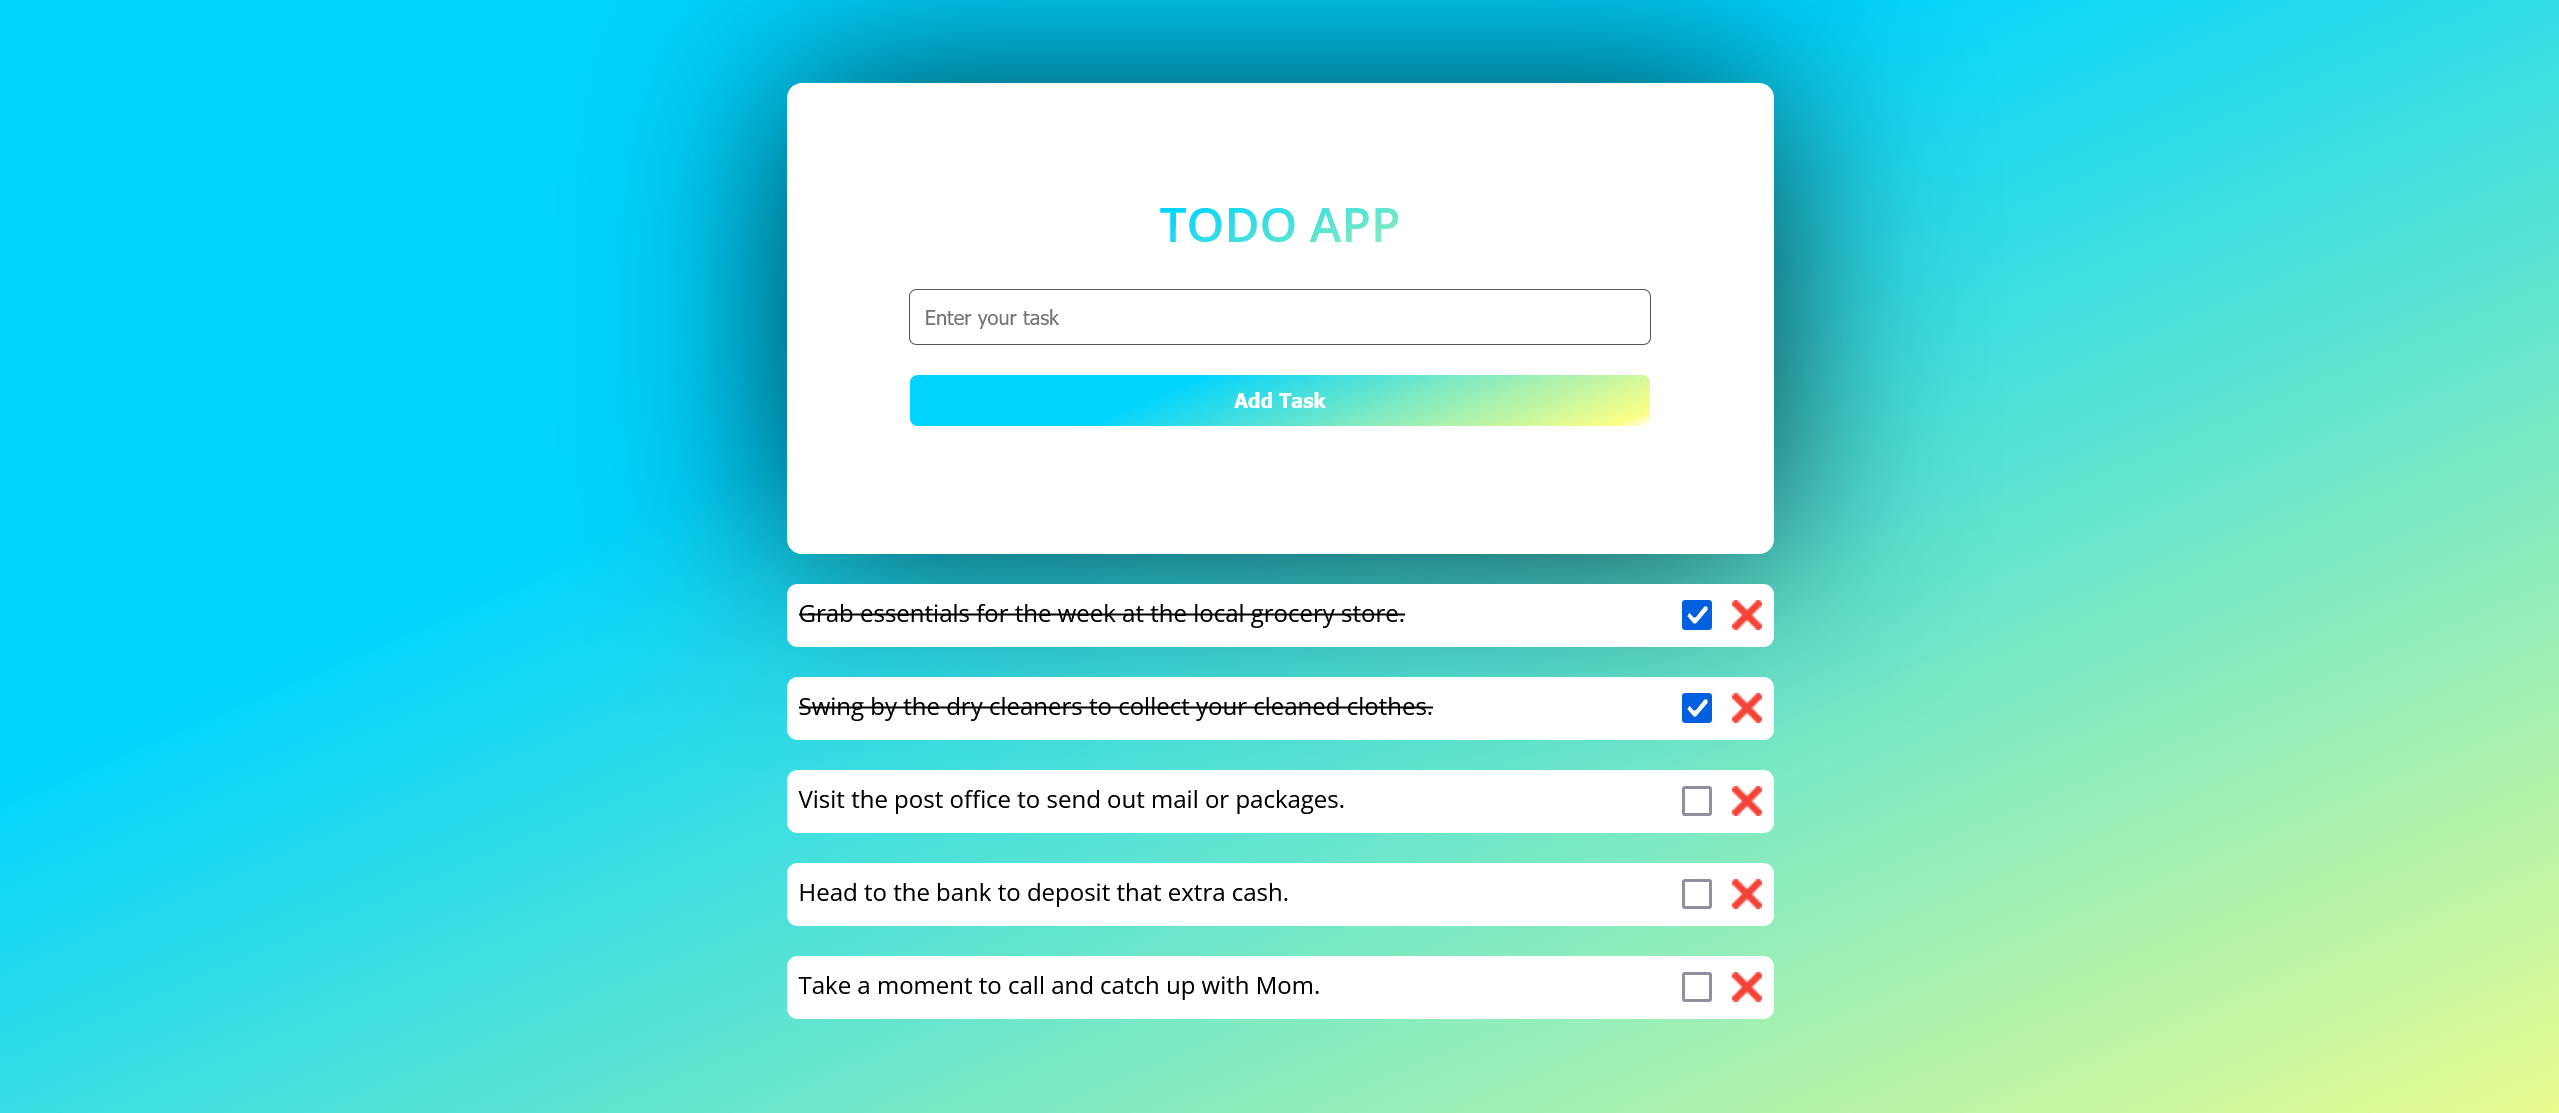 TODO APP
Enter your task
Add Task
Grab essentials for the week at the local grocery store.
Swing by the dry cleaners to collect your cleaned clothes.
Visit the post office to send out mail or packages.
Head to the bank to deposit that extra cash.
Take a moment to call and catch up with Mom.